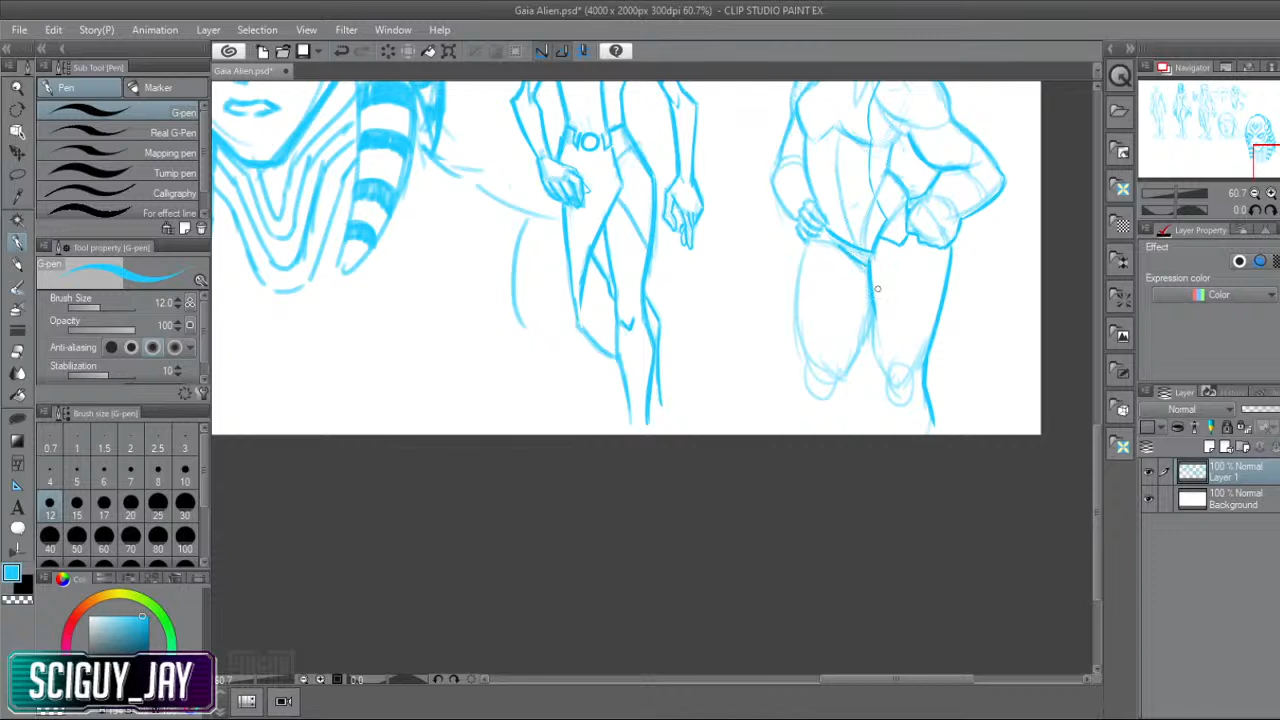 Gaia Alien.psd* (4000 x 2000px 300dpi 60.7%) - CLIP STUDIO PAINT EX
File Edit Story(P) Animation Layer Selection View Filter Window Help
Sub Tool [Pen]
Gaia Alien.psd*
Navigator
Pen Marker
G-pen
Real G-Pen
Mapping pen
Turnip pen
Calligraphy
For effect line
Tool property [G-pen]
G-pen
Brush Size 12.0
Opacity 100
Anti-aliasing
Stabilization 10
Brush size [G-pen]
0.7 1 1.5 2 2.5 3
4 5 6 7 8 10
12 15 17 20 25 30
40 50 60 70 80 100
60.7
0.0
Layer Property
Effect
Expression color
Color
Layer
Normal
100 % Normal
Layer 1
100 % Normal
Background
0.0
SCIGUY_JAY